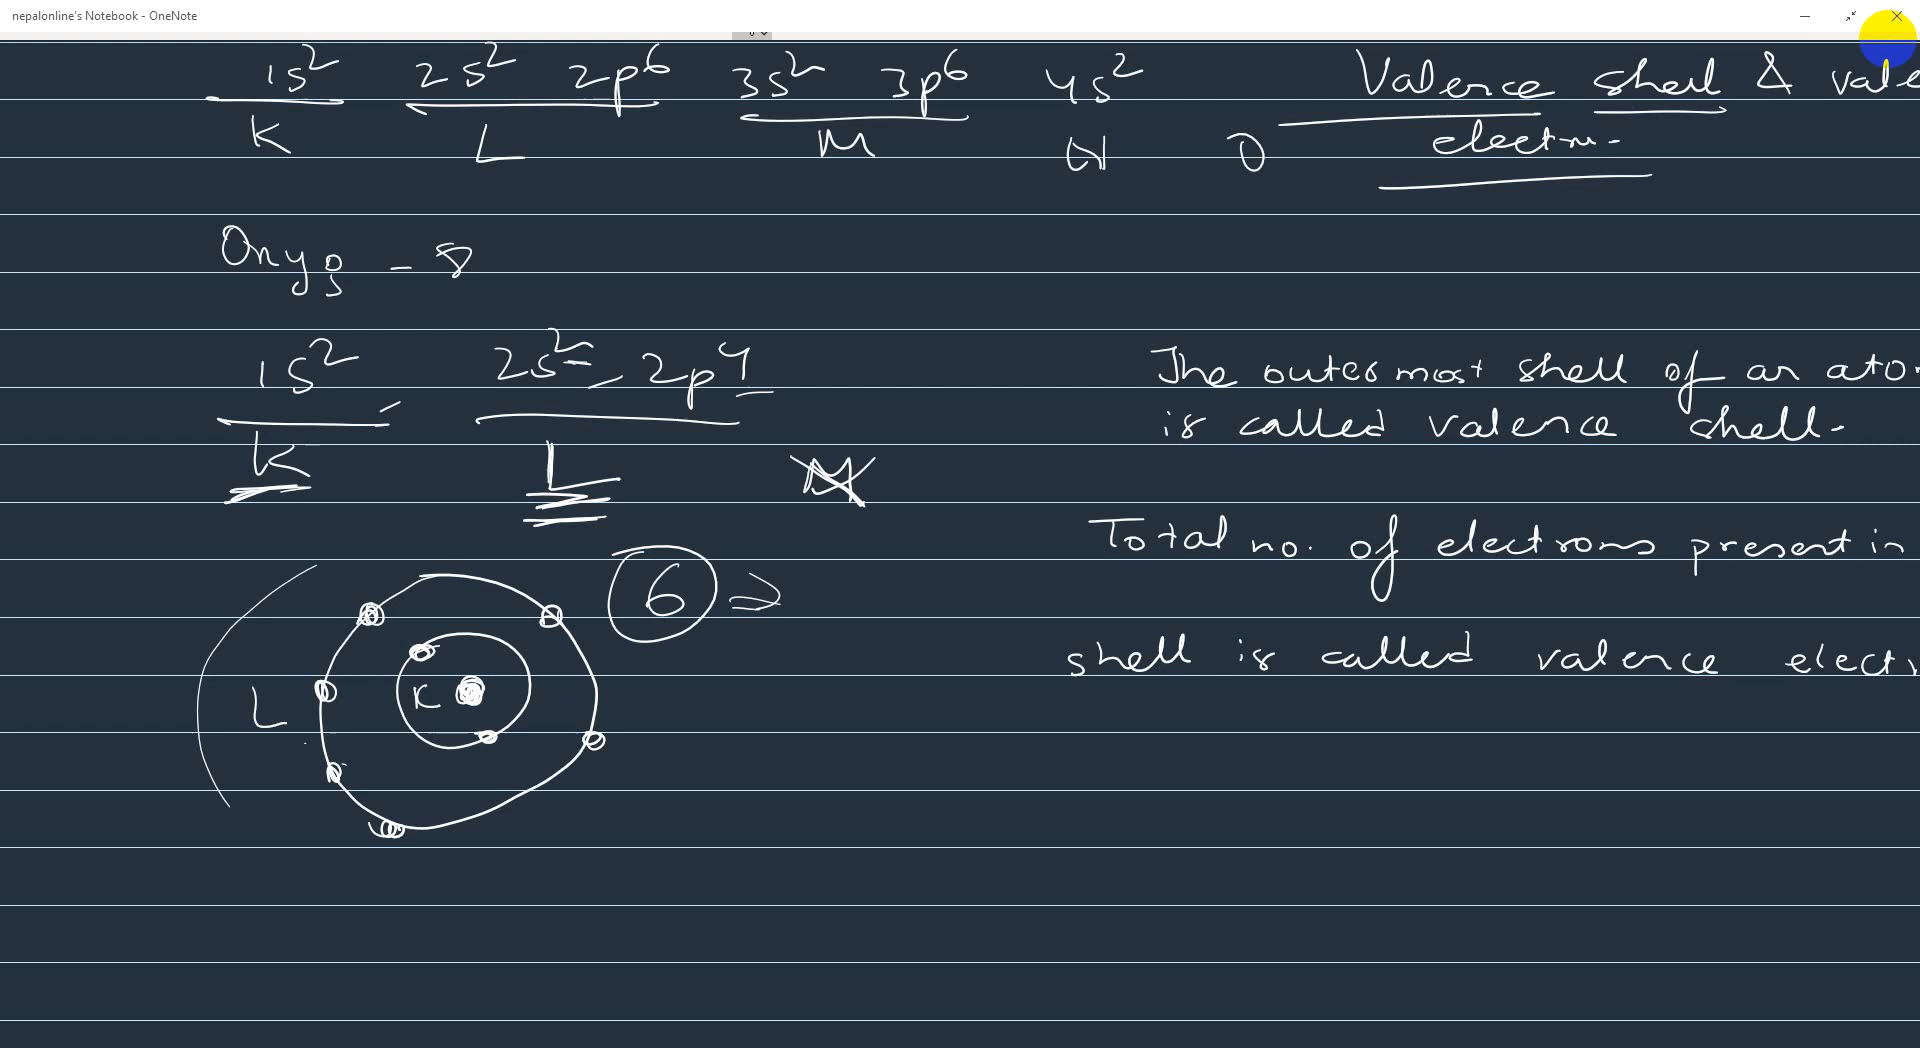 nepalonline's Notebook - OneNote
1s² 2s² 2p⁶ 3s² 3p⁶ 4s² Valence shell & vale
K L M N O electrn-
Oxyg - 8
1s² 2s² 2p⁴
K L M
The outermost shell of an ato
is called valence shell.
Total no. of electrons present in
6 ⇒
shell is called valence elect
K
L